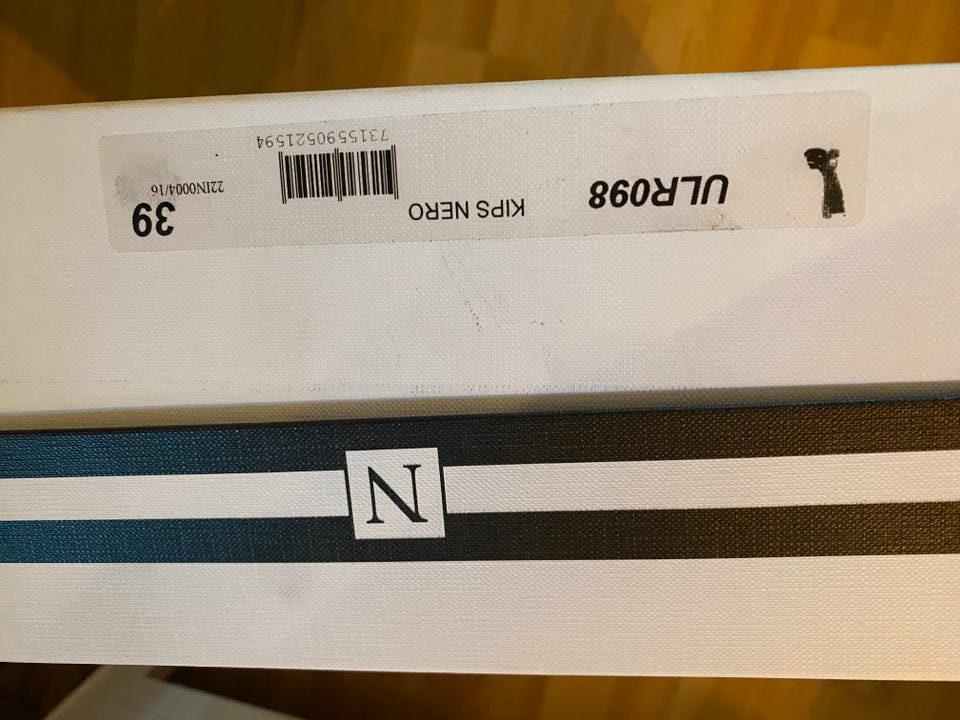 N
ULR098
KIPS NERO
7315590521594
39
22IN0004/16